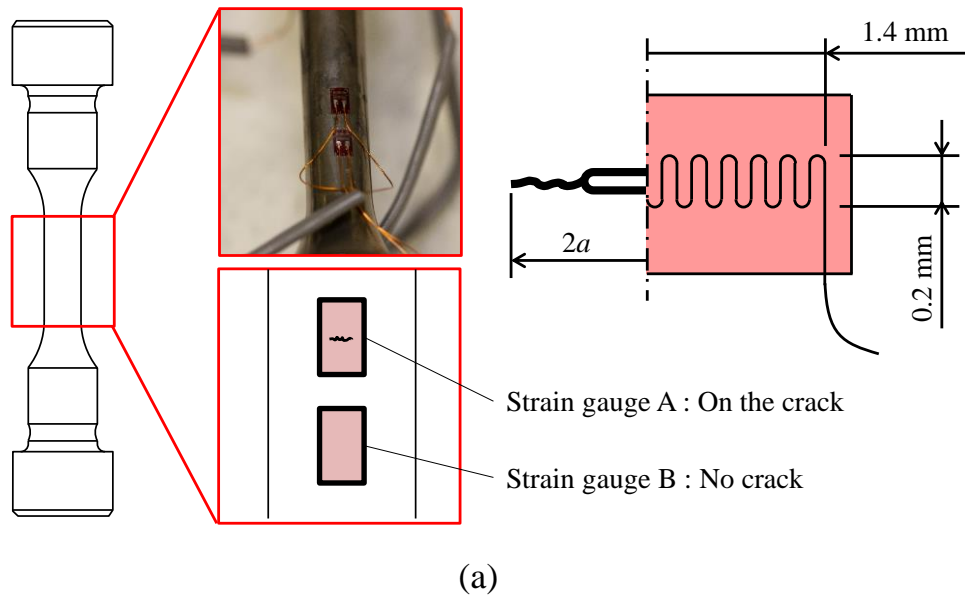 1.4 mm
2a
0.2 mm
Strain gauge A : On the crack
Strain gauge B : No crack
(a)